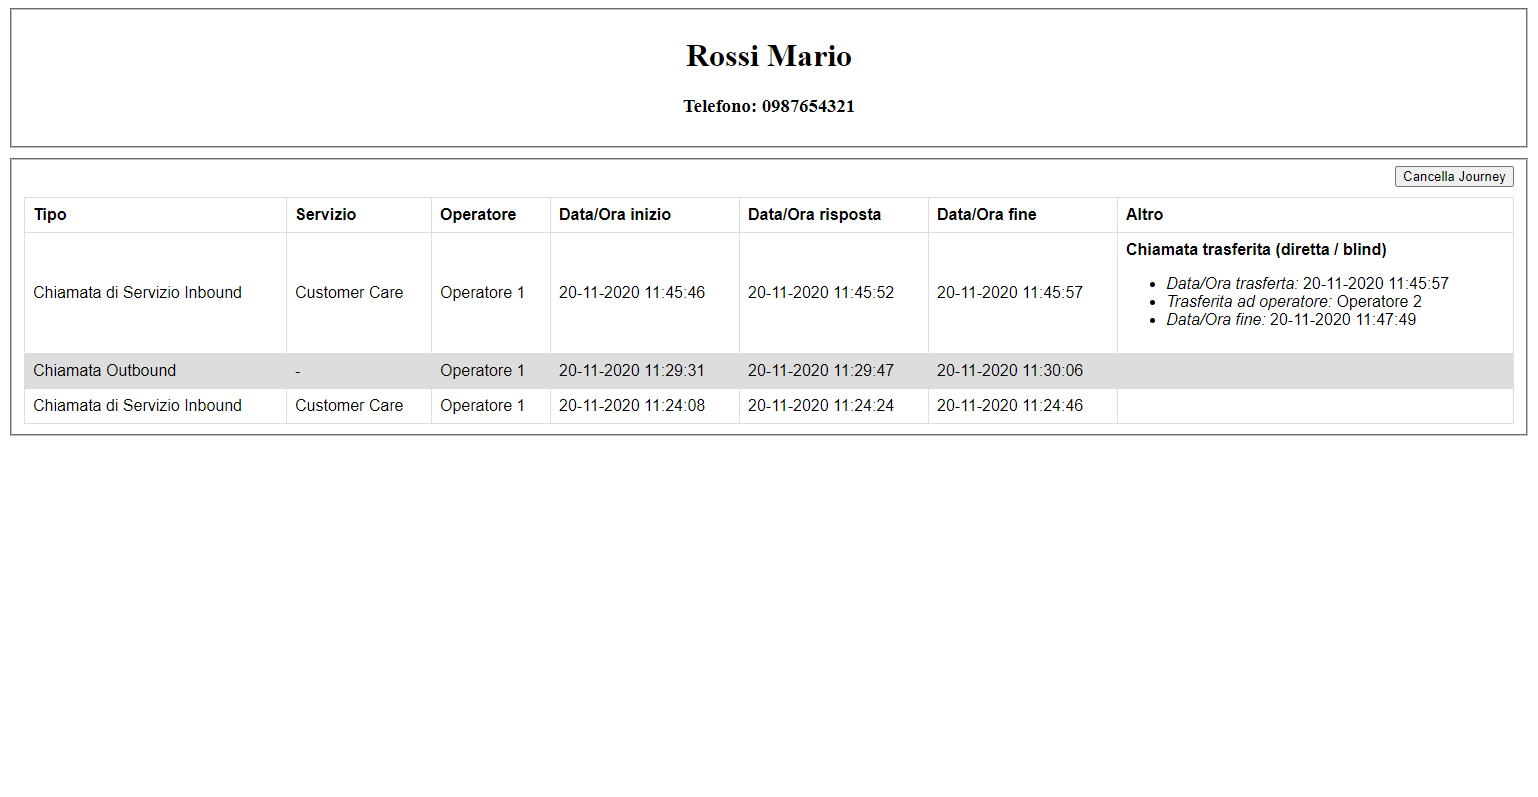 Rossi Mario
Telefono: 0987654321
Cancella Journey
Tipo Servizio Operatore Data/Ora inizio Data/Ora risposta Data/Ora fine Altro
Chiamata di Servizio Inbound Customer Care Operatore 1 20-11-2020 11:45:46 20-11-2020 11:45:52 20-11-2020 11:45:57 Chiamata trasferita (diretta / blind)
Data/Ora trasferta: 20-11-2020 11:45:57
Trasferita ad operatore: Operatore 2
Data/Ora fine: 20-11-2020 11:47:49
Chiamata Outbound - Operatore 1 20-11-2020 11:29:31 20-11-2020 11:29:47 20-11-2020 11:30:06
Chiamata di Servizio Inbound Customer Care Operatore 1 20-11-2020 11:24:08 20-11-2020 11:24:24 20-11-2020 11:24:46